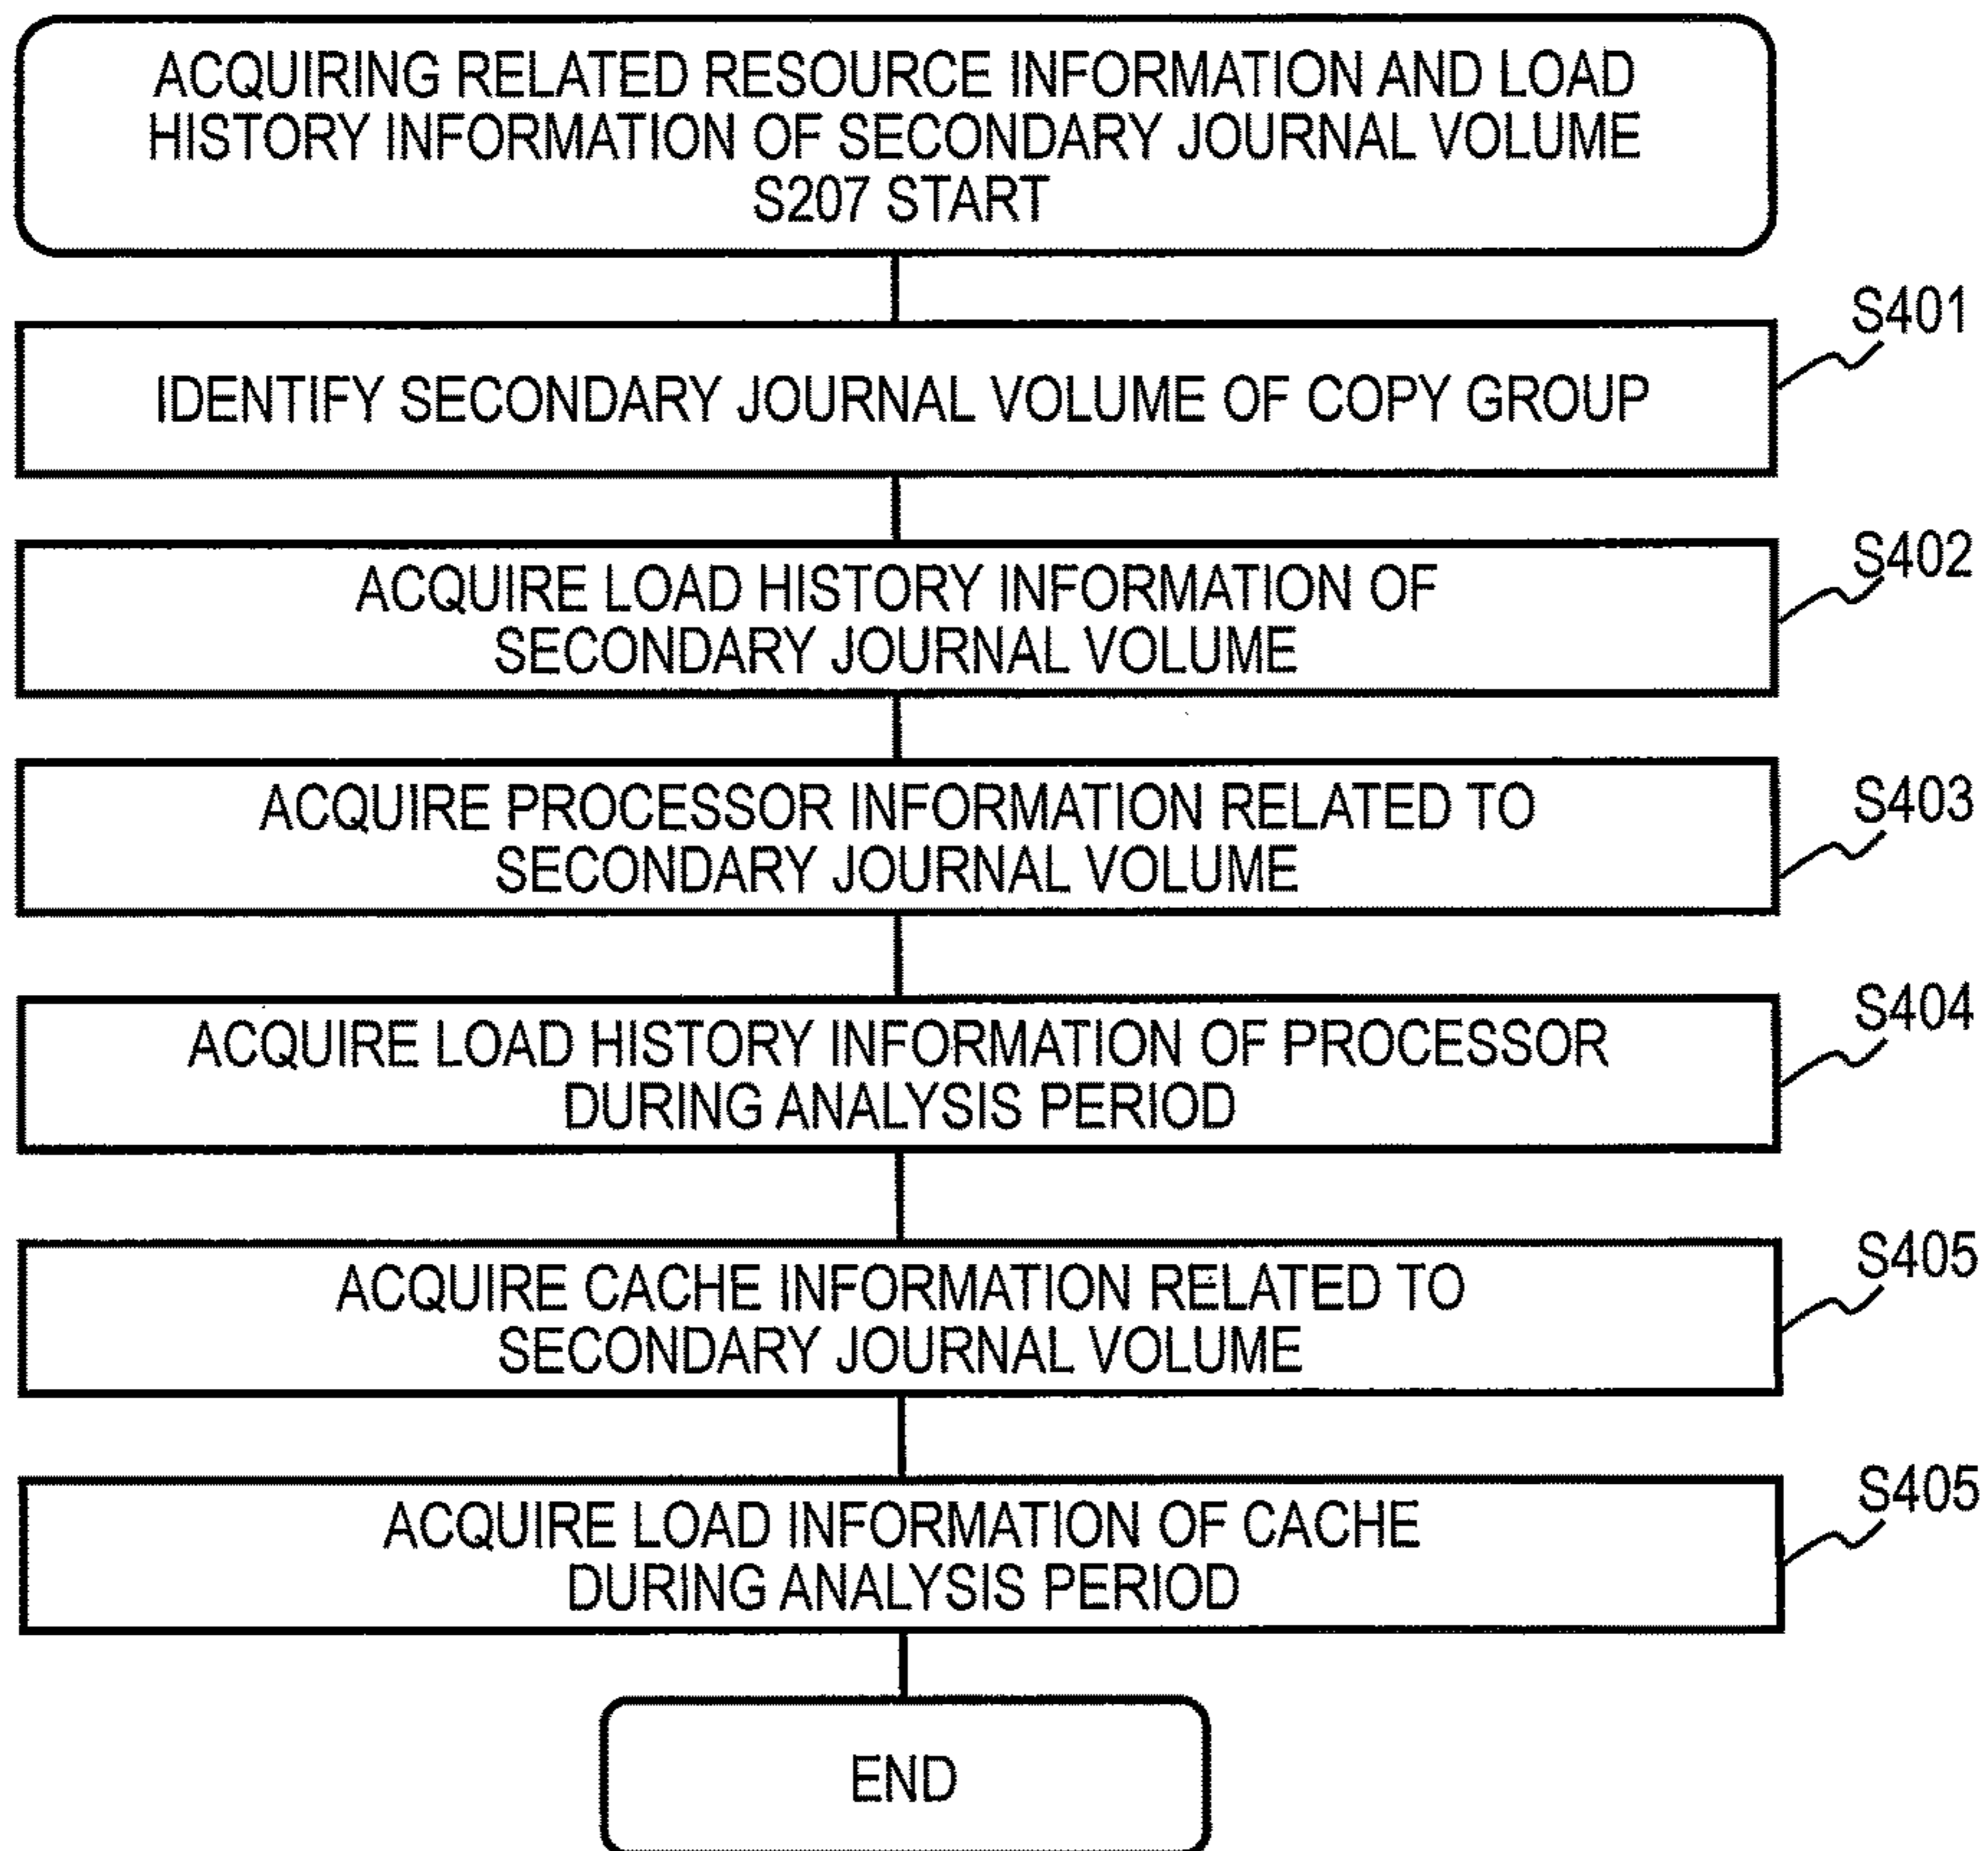 ACQUIRING RELATED RESOURCE INFORMATION AND LOAD
HISTORY INFORMATION OF SECONDARY JOURNAL VOLUME
S207 START
S401
IDENTIFY SECONDARY JOURNAL VOLUME OF COPY GROUP
S402
ACQUIRE LOAD HISTORY INFORMATION OF
SECONDARY JOURNAL VOLUME
S403
ACQUIRE PROCESSOR INFORMATION RELATED TO
SECONDARY JOURNAL VOLUME
S404
ACQUIRE LOAD HISTORY INFORMATION OF PROCESSOR
DURING ANALYSIS PERIOD
S405
ACQUIRE CACHE INFORMATION RELATED TO
SECONDARY JOURNAL VOLUME
S405
ACQUIRE LOAD INFORMATION OF CACHE
DURING ANALYSIS PERIOD
END